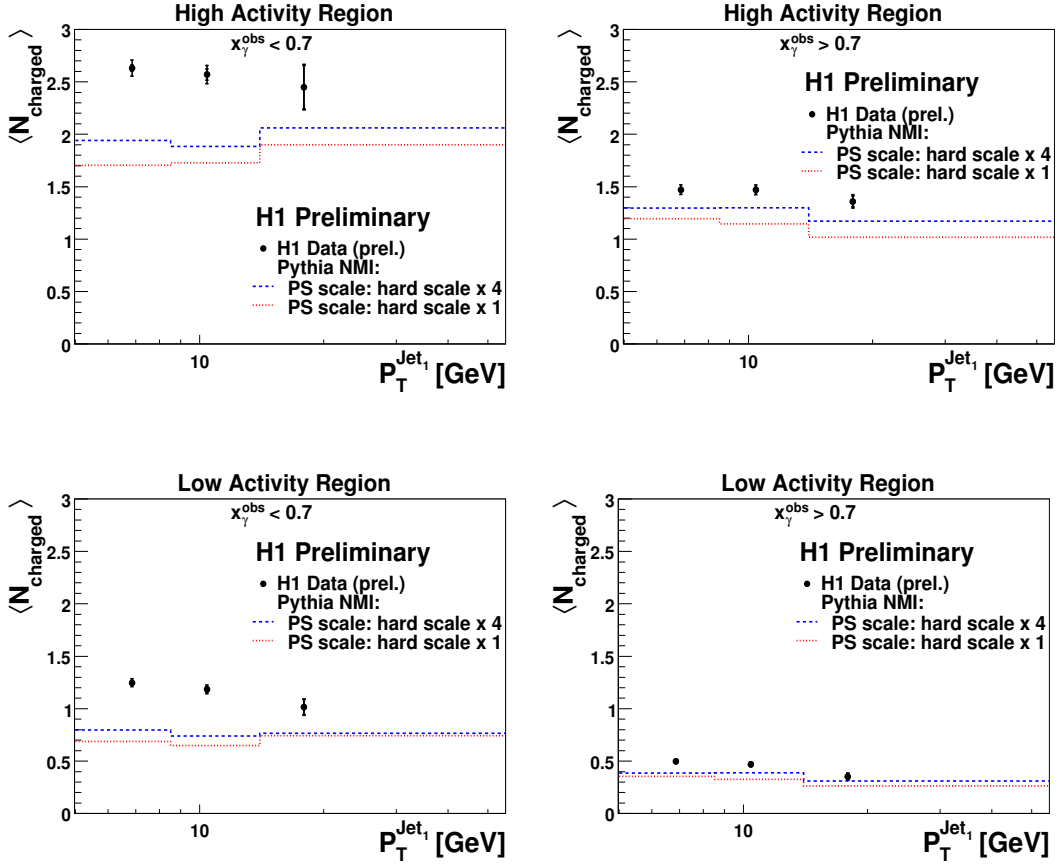 High Activity Region
x_γ^obs < 0.7
⟨N_charged⟩
3
2.5
2
1.5
1
0.5
0
H1 Preliminary
H1 Data (prel.)
Pythia NMI:
PS scale: hard scale x 4
PS scale: hard scale x 1
10
P_T^Jet_1 [GeV]
High Activity Region
x_γ^obs > 0.7
⟨N_charged⟩
3
2.5
2
1.5
1
0.5
0
H1 Preliminary
H1 Data (prel.)
Pythia NMI:
PS scale: hard scale x 4
PS scale: hard scale x 1
10
P_T^Jet_1 [GeV]
Low Activity Region
x_γ^obs < 0.7
⟨N_charged⟩
3
2.5
2
1.5
1
0.5
0
H1 Preliminary
H1 Data (prel.)
Pythia NMI:
PS scale: hard scale x 4
PS scale: hard scale x 1
10
P_T^Jet_1 [GeV]
Low Activity Region
x_γ^obs > 0.7
⟨N_charged⟩
3
2.5
2
1.5
1
0.5
0
H1 Preliminary
H1 Data (prel.)
Pythia NMI:
PS scale: hard scale x 4
PS scale: hard scale x 1
10
P_T^Jet_1 [GeV]